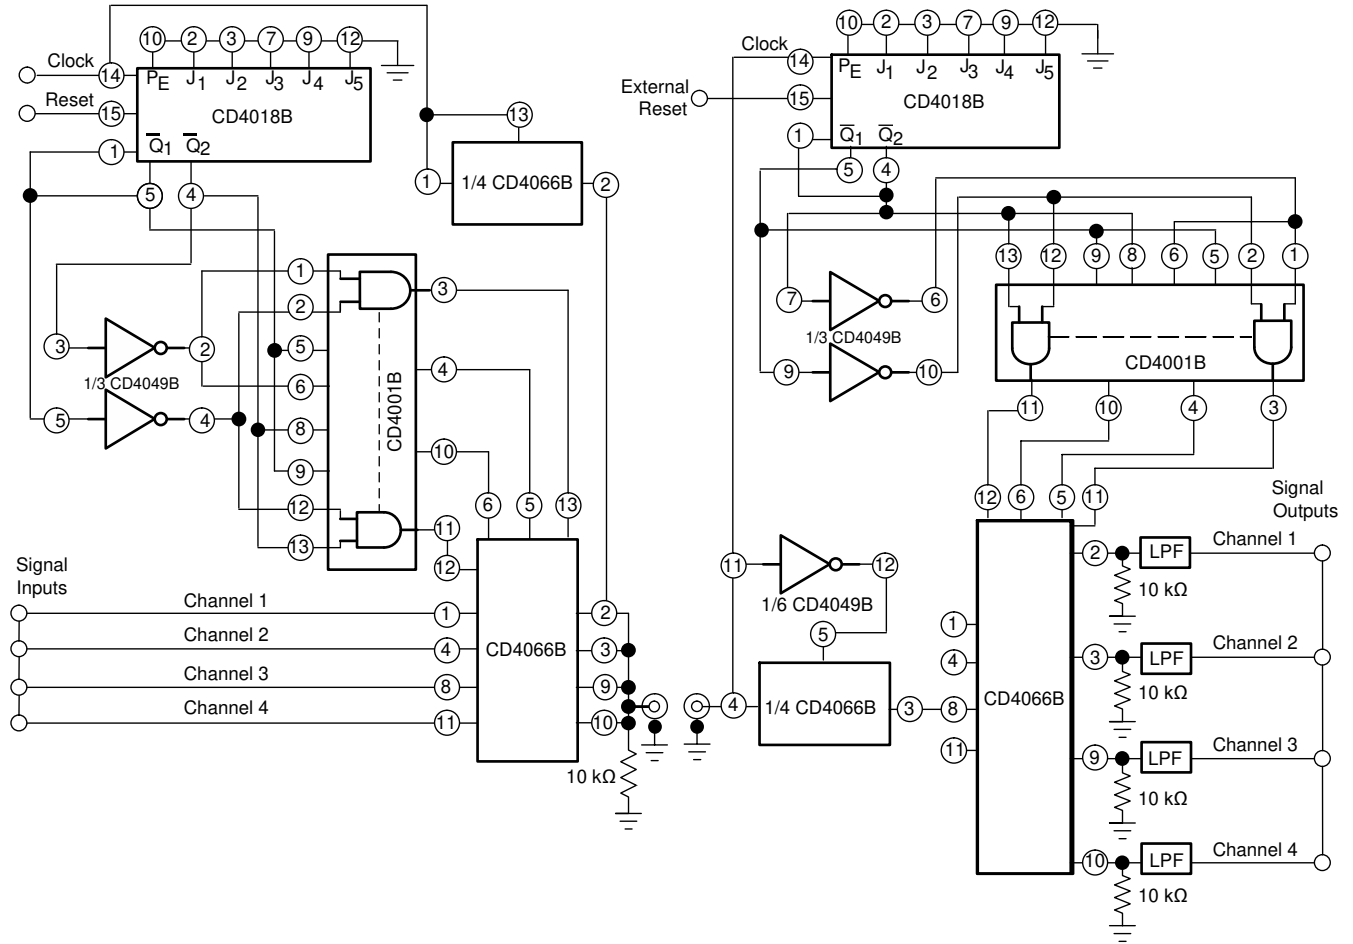 10 2 3 7 9 12
Clock 14 PE J1 J2 J3 J4 J5
Reset 15 CD4018B
1 Q̅1 Q̅2
5 4
13
1 1/4 CD4066B 2
1 3
2
3 2 5 4
1/3 CD4049B 6
5 4 8 CD4001B
9 10
12
13 11
6 5 13
12
Signal
Inputs
Channel 1 1 2
Channel 2 4 CD4066B 3
Channel 3 8 9
Channel 4 11 10
10 kΩ
10 2 3 7 9 12
Clock 14 PE J1 J2 J3 J4 J5
External
Reset 15 CD4018B
1 Q̅1 Q̅2
5 4
13 12 9 8 6 5 2 1
7 6
1/3 CD4049B
9 10
CD4001B
11 10 4 3
12 6 5 11
Signal
Outputs
11 12
1/6 CD4049B
5
4 1/4 CD4066B 3
1
4
8 CD4066B
11
2 LPF Channel 1
10 kΩ
3 LPF Channel 2
10 kΩ
9 LPF Channel 3
10 kΩ
10 LPF Channel 4
10 kΩ